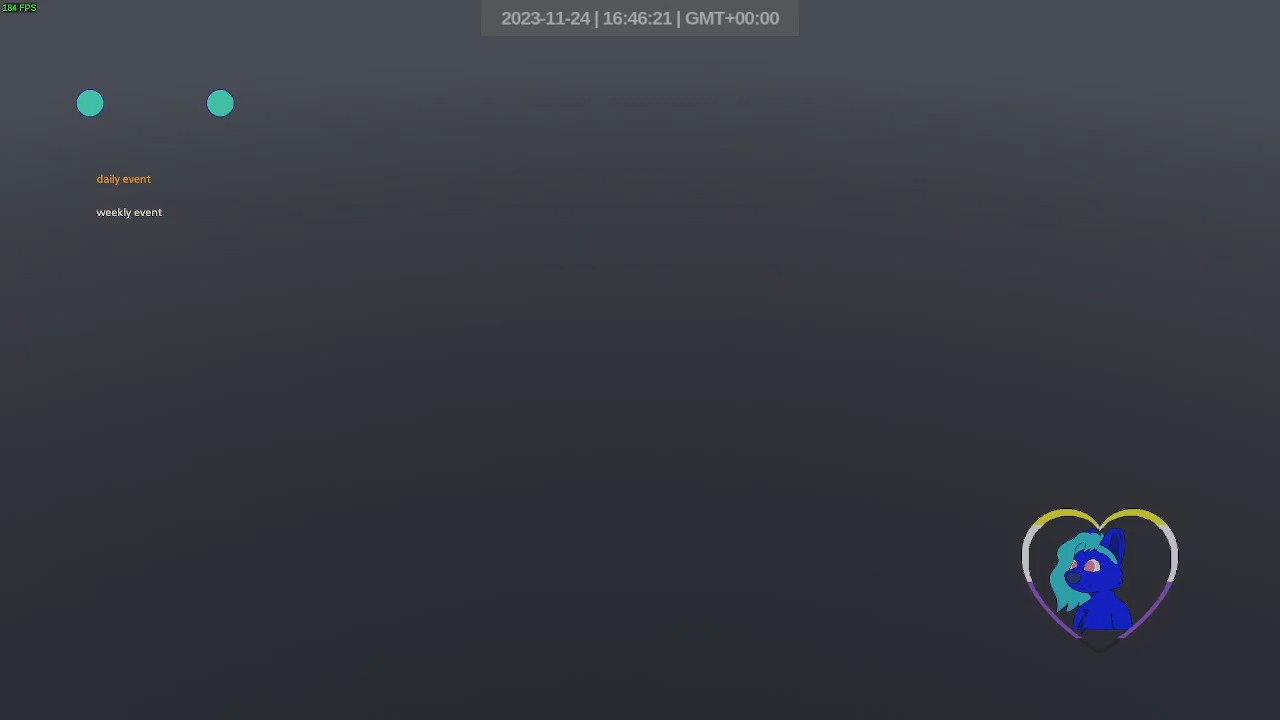 184 FPS
2023-11-24 | 16:46:21 | GMT+00:00
daily event
weekly event